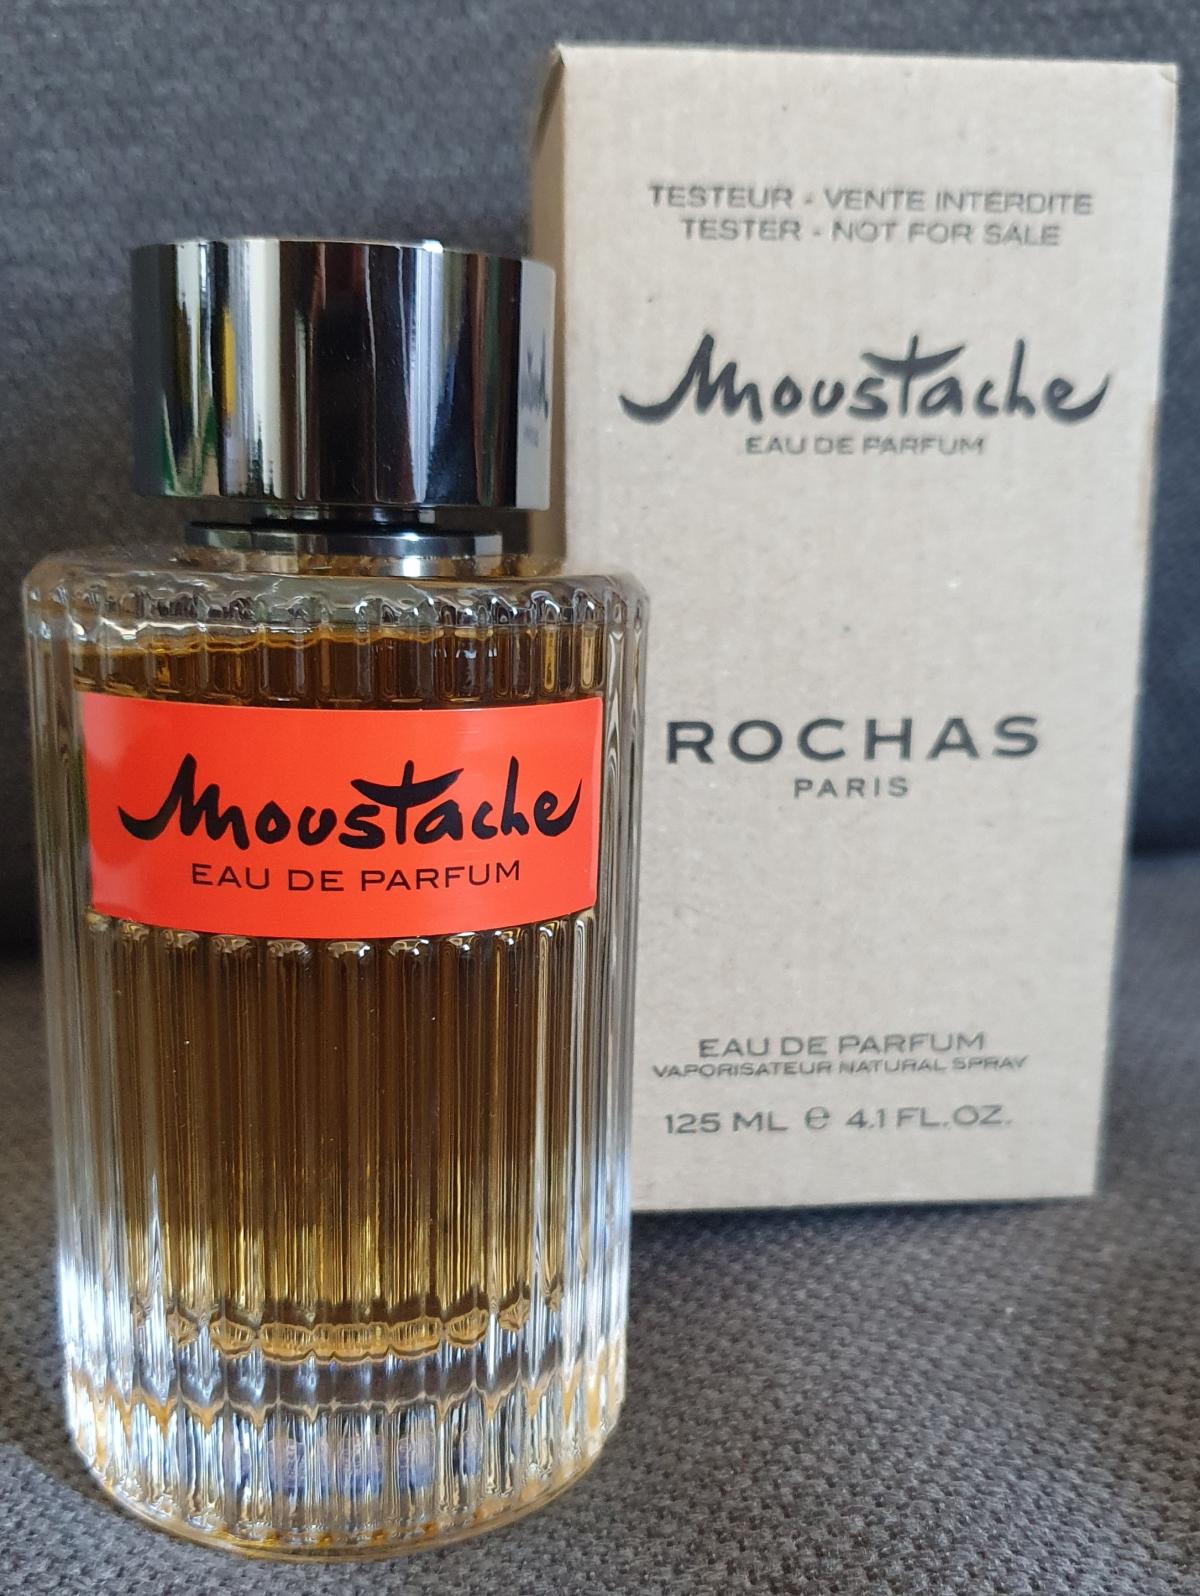 TESTEUR - VENTE INTERDITE
TESTER - NOT FOR SALE
Moustache
EAU DE PARFUM
ROCHAS
PARIS
EAU DE PARFUM
VAPORISATEUR NATURAL SPRAY
125 ML e 4.1 FL.OZ.
Moustache
EAU DE PARFUM